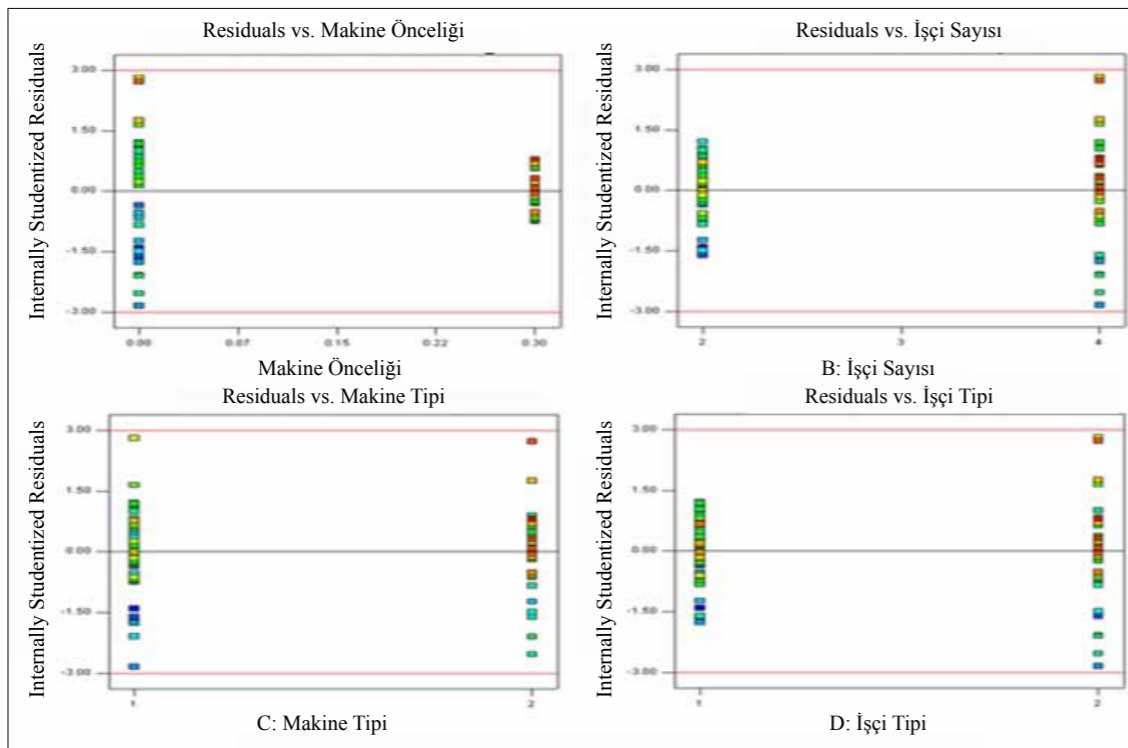 Residuals vs. Makine Önceliği
Internally Studentized Residuals
3.00
1.50
0.00
-1.50
-3.00
0.00
0.07
0.15
0.22
0.30
Makine Önceliği
Residuals vs. İşçi Sayısı
Internally Studentized Residuals
3.00
1.50
0.00
-1.50
-3.00
2
3
4
B: İşçi Sayısı
Residuals vs. Makine Tipi
Internally Studentized Residuals
3.00
1.50
0.00
-1.50
-3.00
1
2
C: Makine Tipi
Residuals vs. İşçi Tipi
Internally Studentized Residuals
3.00
1.50
0.00
-1.50
-3.00
1
2
D: İşçi Tipi